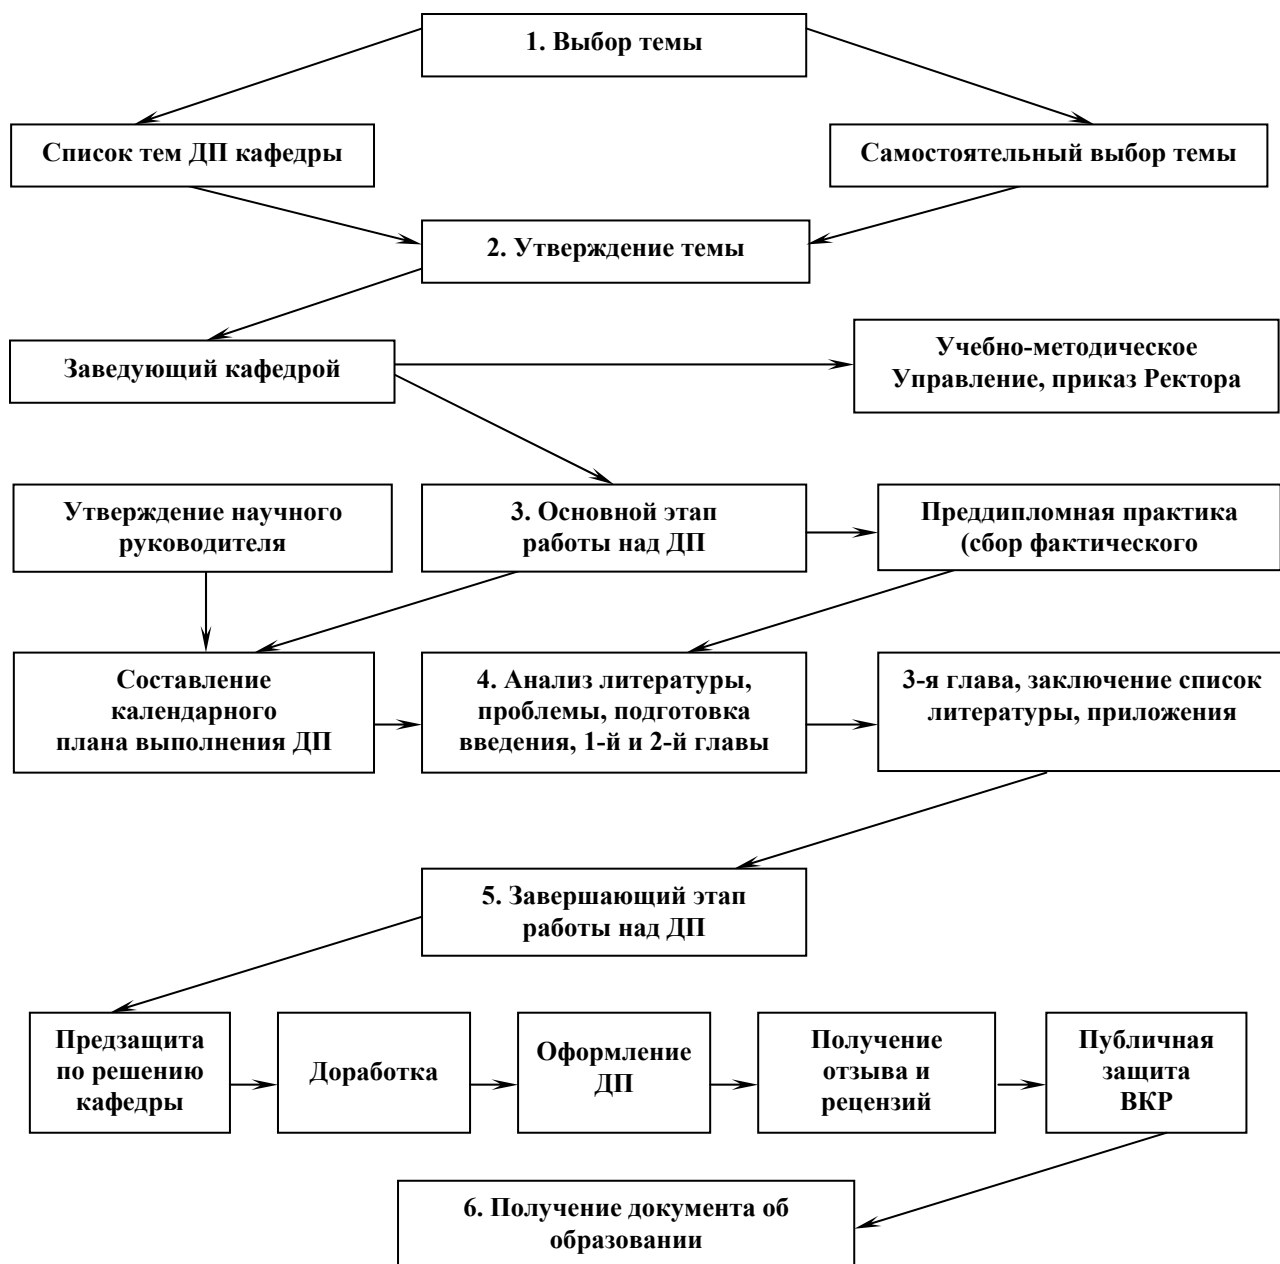 1. Выбор темы
Список тем ДП кафедры
Самостоятельный выбор темы
2. Утверждение темы
Заведующий кафедрой
Учебно-методическое
Управление, приказ Ректора
Утверждение научного
руководителя
3. Основной этап
работы над ДП
Преддипломная практика
(сбор фактического
Составление
календарного
плана выполнения ДП
4. Анализ литературы,
проблемы, подготовка
введения, 1-й и 2-й главы
3-я глава, заключение список
литературы, приложения
5. Завершающий этап
работы над ДП
Предзащита
по решению
кафедры
Доработка
Оформление
ДП
Получение
отзыва и
рецензий
Публичная
защита
ВКР
6. Получение документа об
образовании